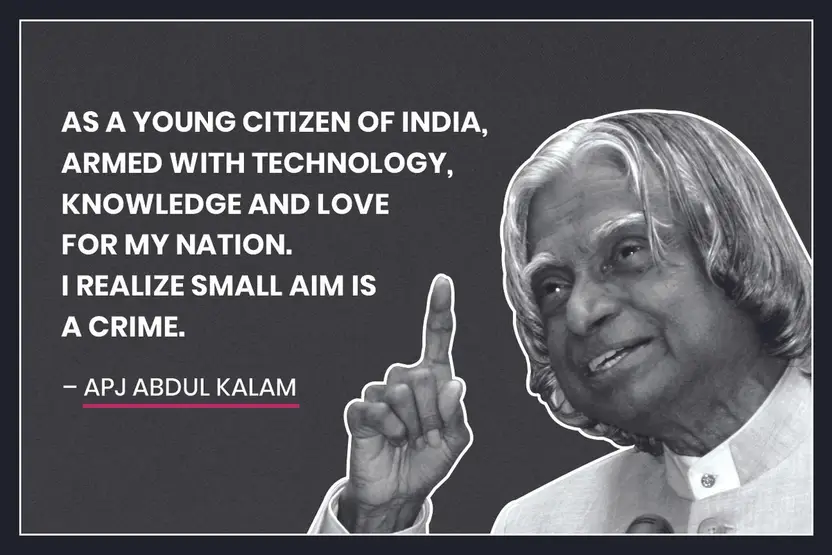 AS A YOUNG CITIZEN OF INDIA,
ARMED WITH TECHNOLOGY,
KNOWLEDGE AND LOVE
FOR MY NATION.
I REALIZE SMALL AIM IS
A CRIME.
– APJ ABDUL KALAM